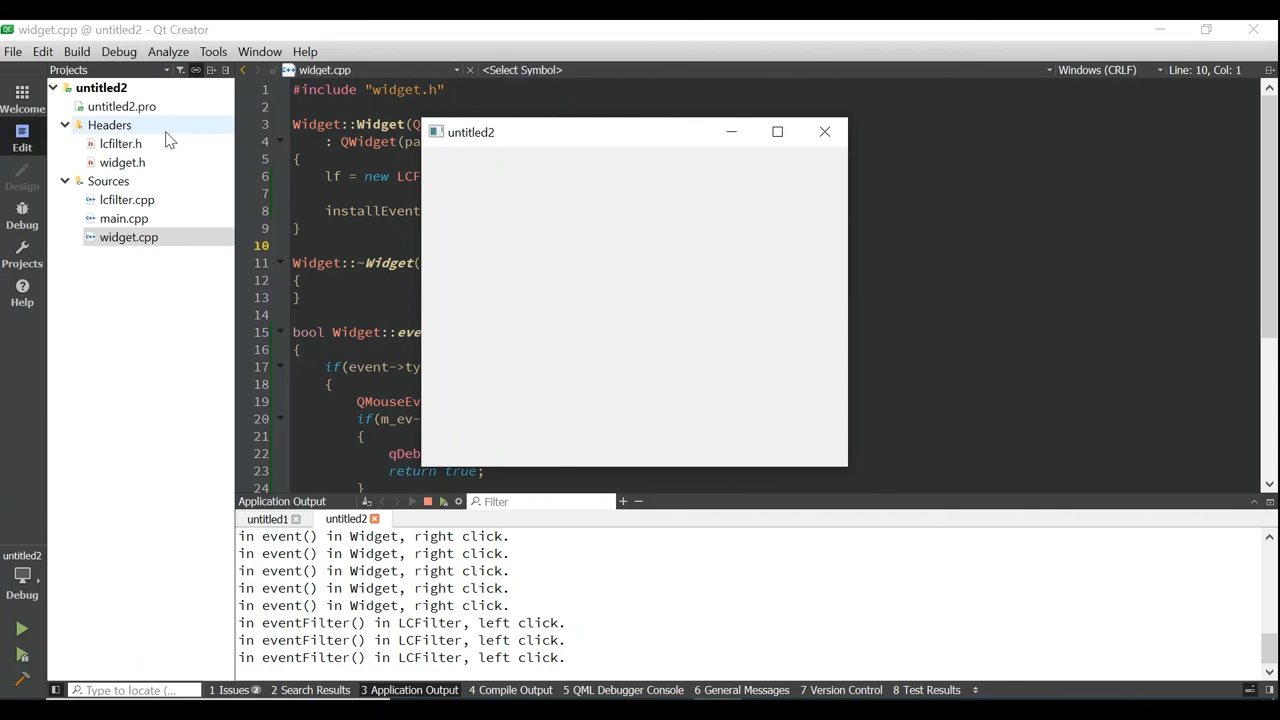 widget.cpp @ untitled2 - Qt Creator
File Edit Build Debug Analyze Tools Window Help
Projects widget.cpp <Select Symbol> Windows (CRLF) Line: 10, Col: 1
Welcome
Edit
Design
Debug
Projects
Help
untitled2
Debug
untitled2
untitled2.pro
Headers
lcfilter.h
widget.h
Sources
lcfilter.cpp
main.cpp
widget.cpp
1 #include "widget.h"
2
3 Widget::Widget(Q
4 : QWidget(pa
5 {
6 lf = new LCF
7
8 installEvent
9 }
10
11 Widget::~Widget(
12 {
13 }
14
15 bool Widget::eve
16 {
17 if(event->ty
18 {
19 QMouseEv
20 if(m_ev-
21 {
22 qDeb
23 return true;
24 }
untitled2
Application Output Filter
untitled1 untitled2
in event() in Widget, right click.
in event() in Widget, right click.
in event() in Widget, right click.
in event() in Widget, right click.
in event() in Widget, right click.
in eventFilter() in LCFilter, left click.
in eventFilter() in LCFilter, left click.
in eventFilter() in LCFilter, left click.
Type to locate (... 1 Issues 2 2 Search Results 3 Application Output 4 Compile Output 5 QML Debugger Console 6 General Messages 7 Version Control 8 Test Results